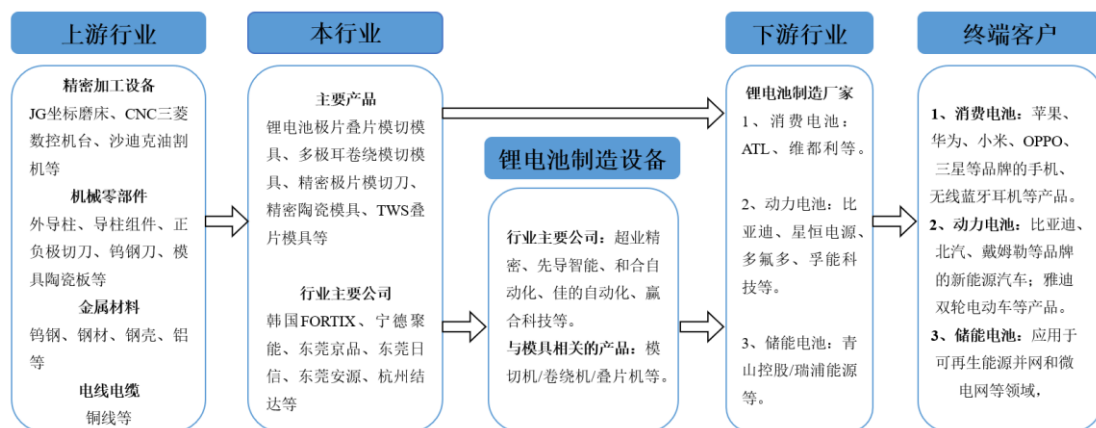 上游行业
精密加工设备
JG坐标磨床、CNC三菱
数控机台、沙迪克油割
机等
机械零部件
外导柱、导柱组件、正
负极切刀、钨钢刀、模
具陶瓷板等
金属材料
钨钢、钢材、钢壳、铝
等
电线电缆
铜线等
本行业
主要产品
锂电池极片叠片模切模
具、多极耳卷绕模切模
具、精密极片模切刀、
精密陶瓷模具、TWS叠
片模具等
行业主要公司
韩国FORTIX、宁德聚
能、东莞京品、东莞日
信、东莞安源、杭州结
达等
锂电池制造设备
行业主要公司：超业精
密、先导智能、和合自
动化、佳的自动化、赢
合科技等。
与模具相关的产品：模
切机/卷绕机/叠片机等。
下游行业
锂电池制造厂家
1、消费电池：
ATL、维都利等。
2、动力电池：比
亚迪、星恒电源、
多氟多、孚能科
技等。
3、储能电池：青
山控股/瑞浦能源
等。
终端客户
1、消费电池：苹果、
华为、小米、OPPO、
三星等品牌的手机、
无线蓝牙耳机等产品。
2、动力电池：比亚迪、
北汽、戴姆勒等品牌
的新能源汽车；雅迪
双轮电动车等产品。
3、储能电池：应用于
可再生能源并网和微
电网等领域，